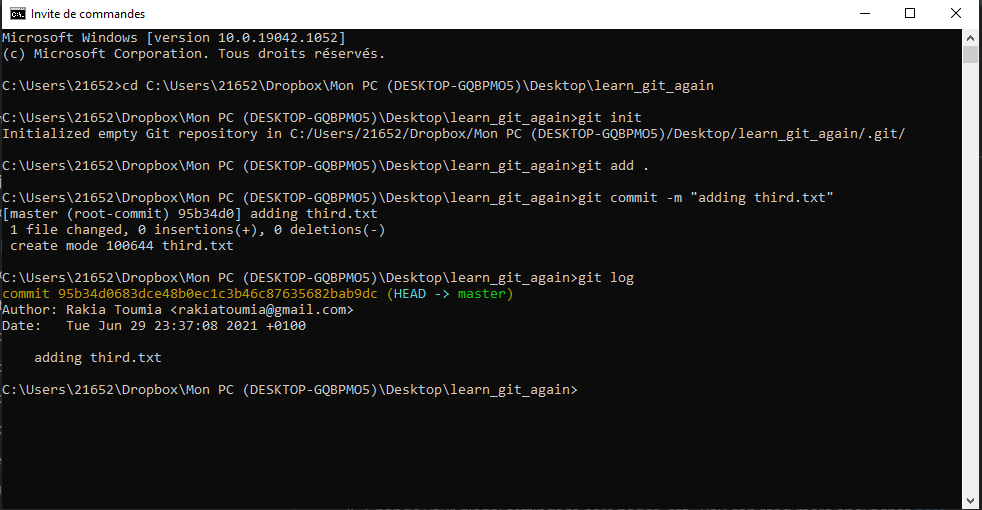 Invite de commandes
Microsoft Windows [version 10.0.19042.1052]
(c) Microsoft Corporation. Tous droits réservés.
C:\Users\21652>cd C:\Users\21652\Dropbox\Mon PC (DESKTOP-GQBPMO5)\Desktop\learn_git_again
C:\Users\21652\Dropbox\Mon PC (DESKTOP-GQBPMO5)\Desktop\learn_git_again>git init
Initialized empty Git repository in C:/Users/21652/Dropbox/Mon PC (DESKTOP-GQBPMO5)/Desktop/learn_git_again/.git/
C:\Users\21652\Dropbox\Mon PC (DESKTOP-GQBPMO5)\Desktop\learn_git_again>git add .
C:\Users\21652\Dropbox\Mon PC (DESKTOP-GQBPMO5)\Desktop\learn_git_again>git commit -m "adding third.txt"
[master (root-commit) 95b34d0] adding third.txt
 1 file changed, 0 insertions(+), 0 deletions(-)
 create mode 100644 third.txt
C:\Users\21652\Dropbox\Mon PC (DESKTOP-GQBPMO5)\Desktop\learn_git_again>git log
commit 95b34d0683dce48b0ec1c3b46c87635682bab9dc (HEAD -> master)
Author: Rakia Toumia <rakiatoumia@gmail.com>
Date:   Tue Jun 29 23:37:08 2021 +0100
    adding third.txt
C:\Users\21652\Dropbox\Mon PC (DESKTOP-GQBPMO5)\Desktop\learn_git_again>